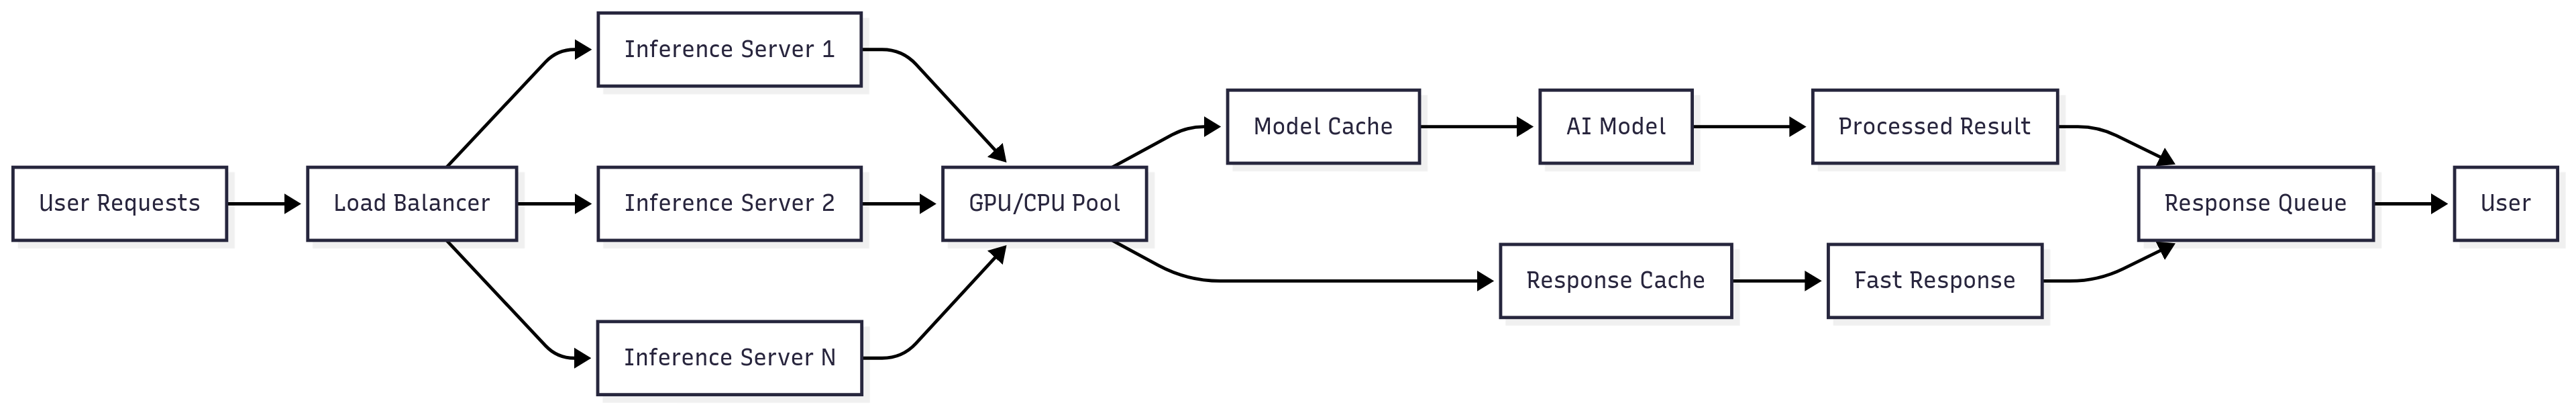 User Requests
Load Balancer
Inference Server 1
Inference Server 2
Inference Server N
GPU/CPU Pool
Model Cache
AI Model
Processed Result
Response Cache
Fast Response
Response Queue
User